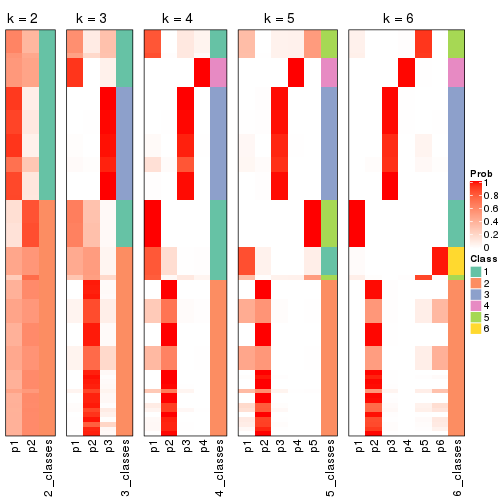 k = 2
k = 3
k = 4
k = 5
k = 6
Prob
1
0.8
0.6
0.4
0.2
0
Class
1
2
3
4
5
6
p1
p2
2_classes
p1
p2
p3
3_classes
p1
p2
p3
p4
4_classes
p1
p2
p3
p4
p5
5_classes
p1
p2
p3
p4
p5
p6
6_classes